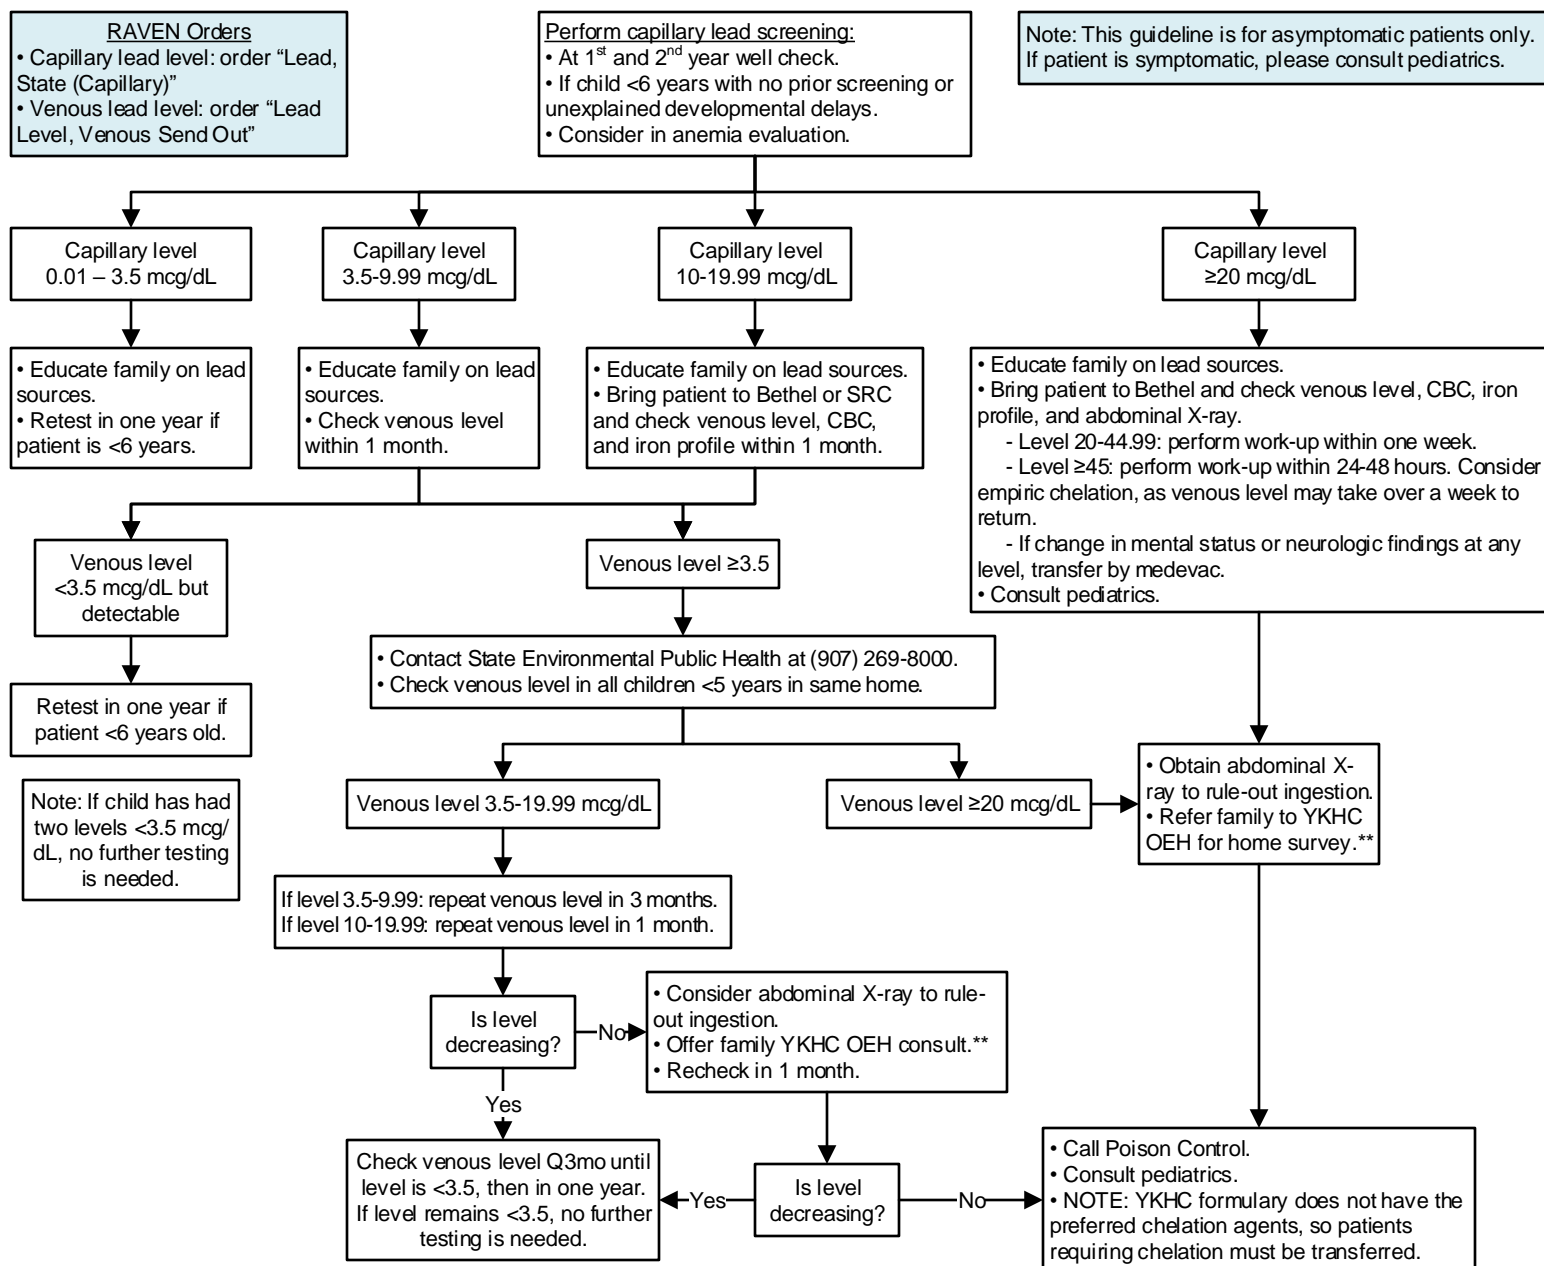 RAVEN Orders
• Capillary lead level: order “Lead,
State (Capillary)”
• Venous lead level: order “Lead
Level, Venous Send Out”
Perform capillary lead screening:
• At 1st and 2nd year well check.
• If child <6 years with no prior screening or
unexplained developmental delays.
• Consider in anemia evaluation.
Note: This guideline is for asymptomatic patients only.
If patient is symptomatic, please consult pediatrics.
Capillary level
0.01 – 3.5 mcg/dL
Capillary level
3.5-9.99 mcg/dL
Capillary level
10-19.99 mcg/dL
Capillary level
≥20 mcg/dL
• Educate family on lead
sources.
• Retest in one year if
patient is <6 years.
• Educate family on lead
sources.
• Check venous level
within 1 month.
• Educate family on lead sources.
• Bring patient to Bethel or SRC
and check venous level, CBC,
and iron profile within 1 month.
• Educate family on lead sources.
• Bring patient to Bethel and check venous level, CBC, iron
profile, and abdominal X-ray.
- Level 20-44.99: perform work-up within one week.
- Level ≥45: perform work-up within 24-48 hours. Consider
empiric chelation, as venous level may take over a week to
return.
- If change in mental status or neurologic findings at any
level, transfer by medevac.
• Consult pediatrics.
Venous level
<3.5 mcg/dL but
detectable
Venous level ≥3.5
• Contact State Environmental Public Health at (907) 269-8000.
• Check venous level in all children <5 years in same home.
Retest in one year if
patient <6 years old.
Note: If child has had
two levels <3.5 mcg/
dL, no further testing
is needed.
Venous level 3.5-19.99 mcg/dL
Venous level ≥20 mcg/dL
• Obtain abdominal X-
ray to rule-out ingestion.
• Refer family to YKHC
OEH for home survey.**
If level 3.5-9.99: repeat venous level in 3 months.
If level 10-19.99: repeat venous level in 1 month.
Is level
decreasing?
No
• Consider abdominal X-ray to rule-
out ingestion.
• Offer family YKHC OEH consult.**
• Recheck in 1 month.
Yes
Check venous level Q3mo until
level is <3.5, then in one year.
If level remains <3.5, no further
testing is needed.
Yes
Is level
decreasing?
No
• Call Poison Control.
• Consult pediatrics.
• NOTE: YKHC formulary does not have the
preferred chelation agents, so patients
requiring chelation must be transferred.